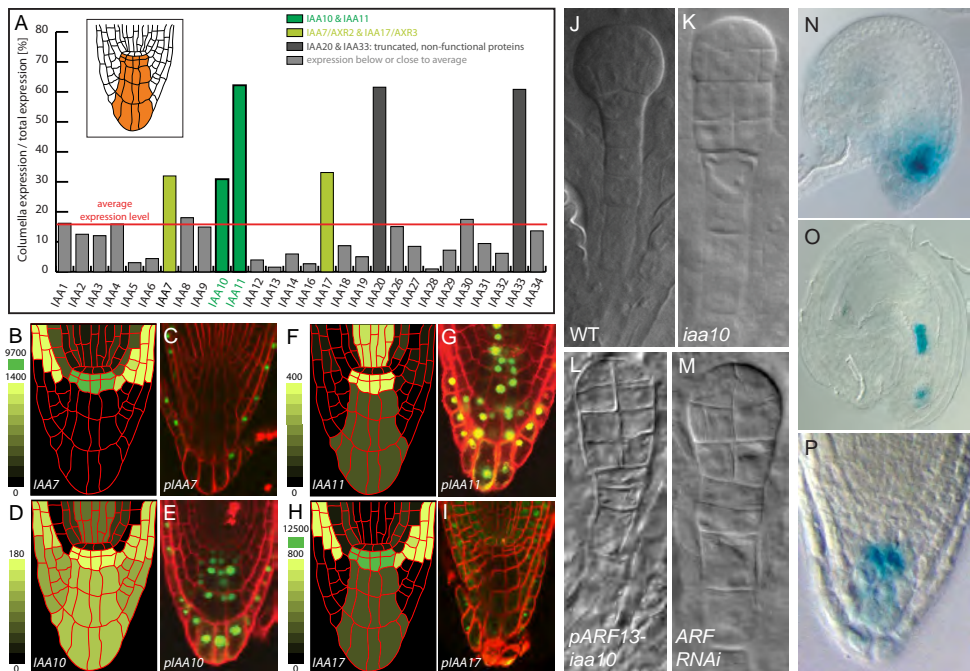 A
Columella expression / total expression [%]
80
70
60
50
40
30
20
10
0
IAA10 & IAA11
IAA7/AXR2 & IAA17/AXR3
IAA20 & IAA33: truncated, non-functional proteins
expression below or close to average
average
expression level
IAA1
IAA2
IAA3
IAA4
IAA5
IAA6
IAA7
IAA8
IAA9
IAA10
IAA11
IAA12
IAA13
IAA14
IAA16
IAA17
IAA18
IAA19
IAA20
IAA26
IAA27
IAA28
IAA29
IAA30
IAA31
IAA32
IAA33
IAA34
B
9700
1400
0
IAA7
C
pIAA7
F
400
0
IAA11
G
pIAA11
D
180
0
IAA10
E
pIAA10
H
12500
800
0
IAA17
I
pIAA17
J
WT
K
iaa10
L
pARF13-
iaa10
M
ARF
RNAi
N
O
P